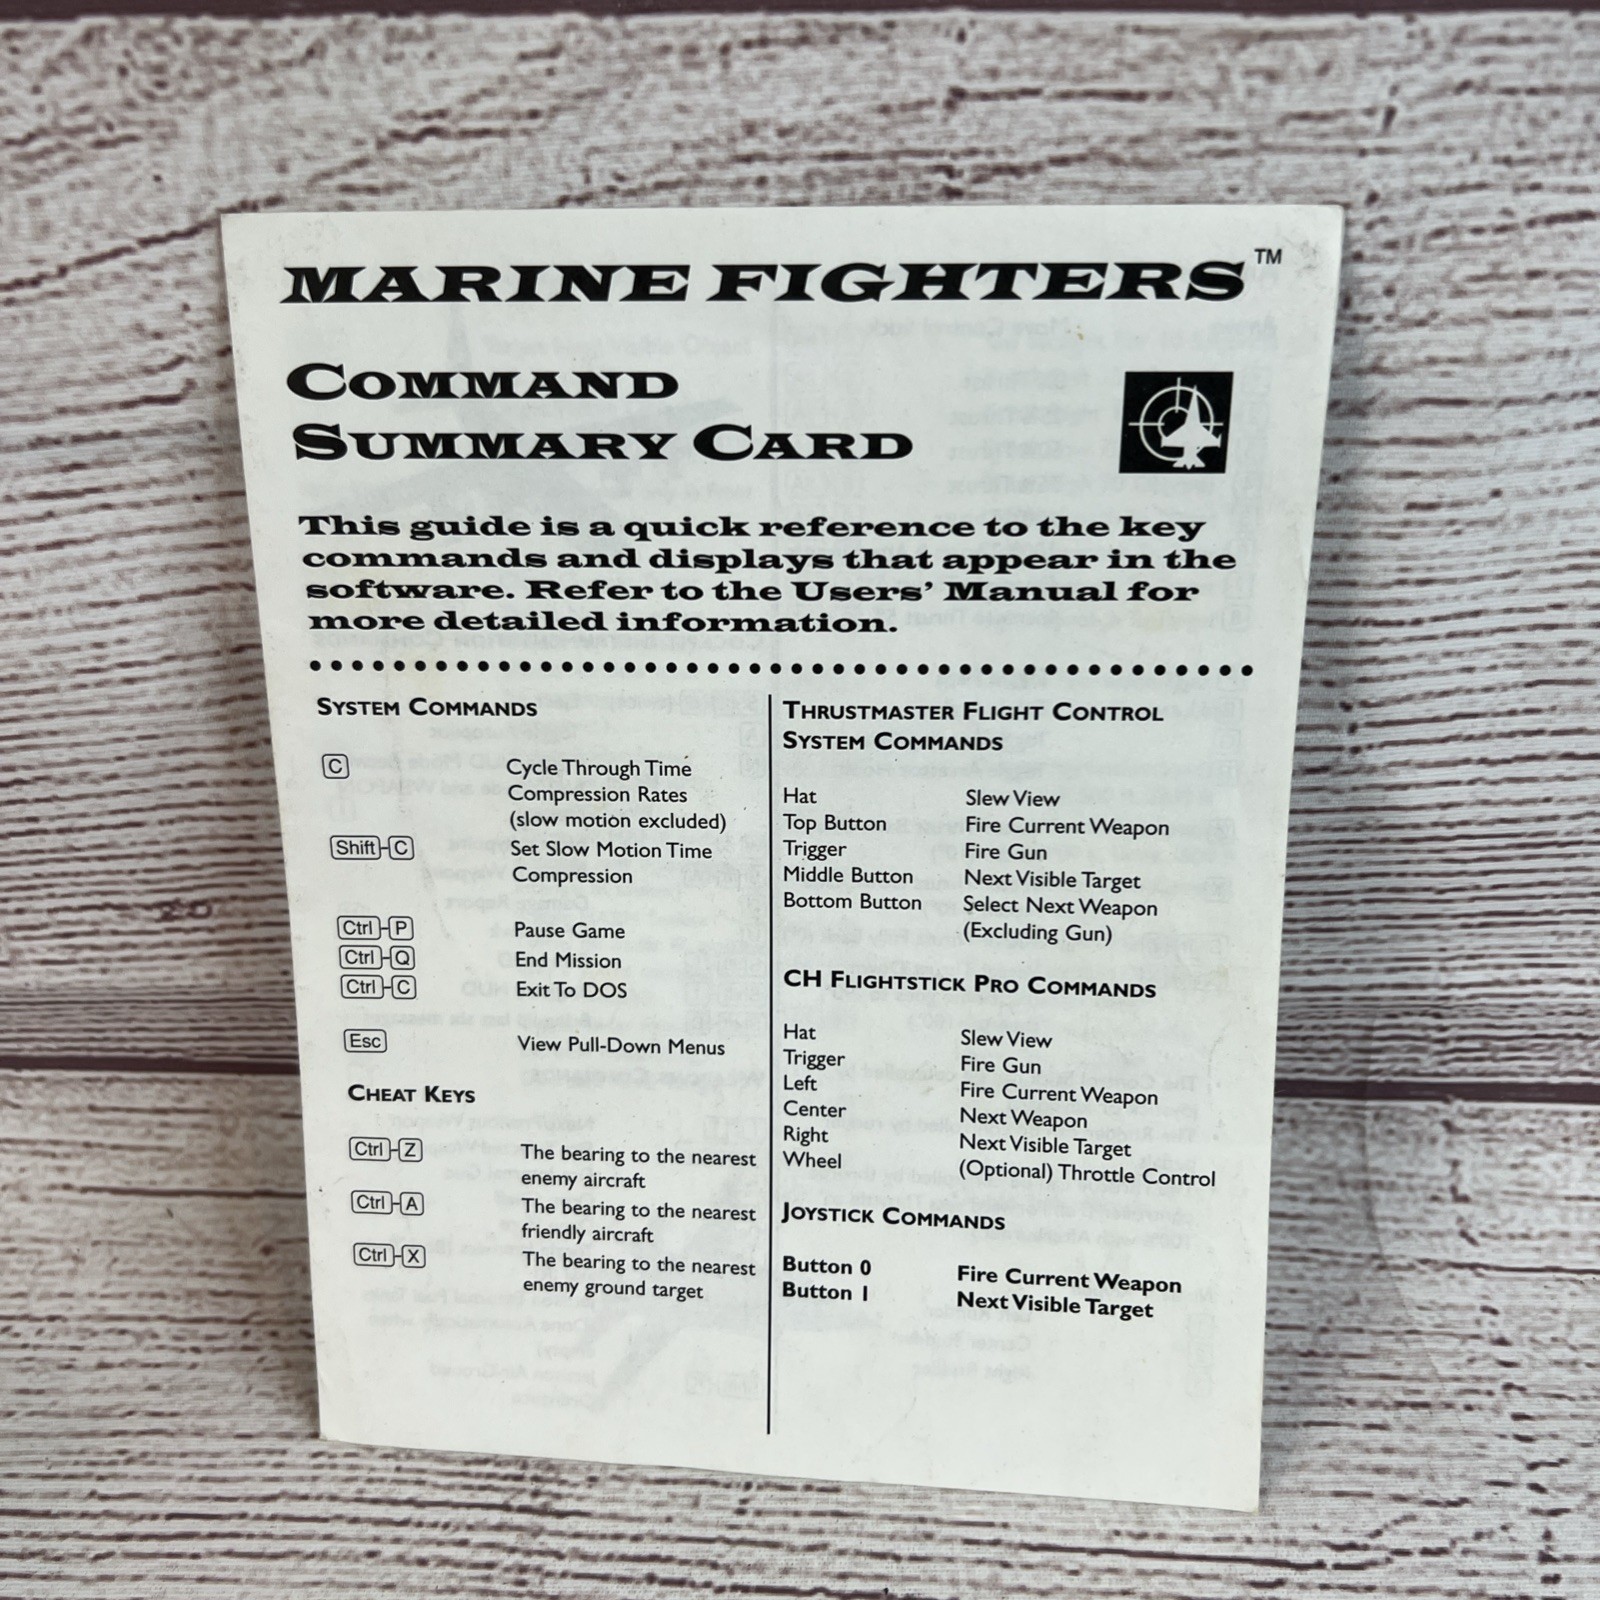 MARINE FIGHTERS™
COMMAND
SUMMARY CARD
This guide is a quick reference to the key
commands and displays that appear in the
software. Refer to the Users' Manual for
more detailed information.
SYSTEM COMMANDS
C Cycle Through Time
Compression Rates
(slow motion excluded)
Shift-C Set Slow Motion Time
Compression
Ctrl-P Pause Game
Ctrl-Q End Mission
Ctrl-C Exit To DOS
Esc View Pull-Down Menus
CHEAT KEYS
Ctrl-Z The bearing to the nearest
enemy aircraft
Ctrl-A The bearing to the nearest
friendly aircraft
Ctrl-X The bearing to the nearest
enemy ground target
THRUSTMASTER FLIGHT CONTROL
SYSTEM COMMANDS
Hat Slew View
Top Button Fire Current Weapon
Trigger Fire Gun
Middle Button Next Visible Target
Bottom Button Select Next Weapon
(Excluding Gun)
CH FLIGHTSTICK PRO COMMANDS
Hat Slew View
Trigger Fire Gun
Left Fire Current Weapon
Center Next Weapon
Right Next Visible Target
Wheel (Optional) Throttle Control
JOYSTICK COMMANDS
Button 0 Fire Current Weapon
Button 1 Next Visible Target